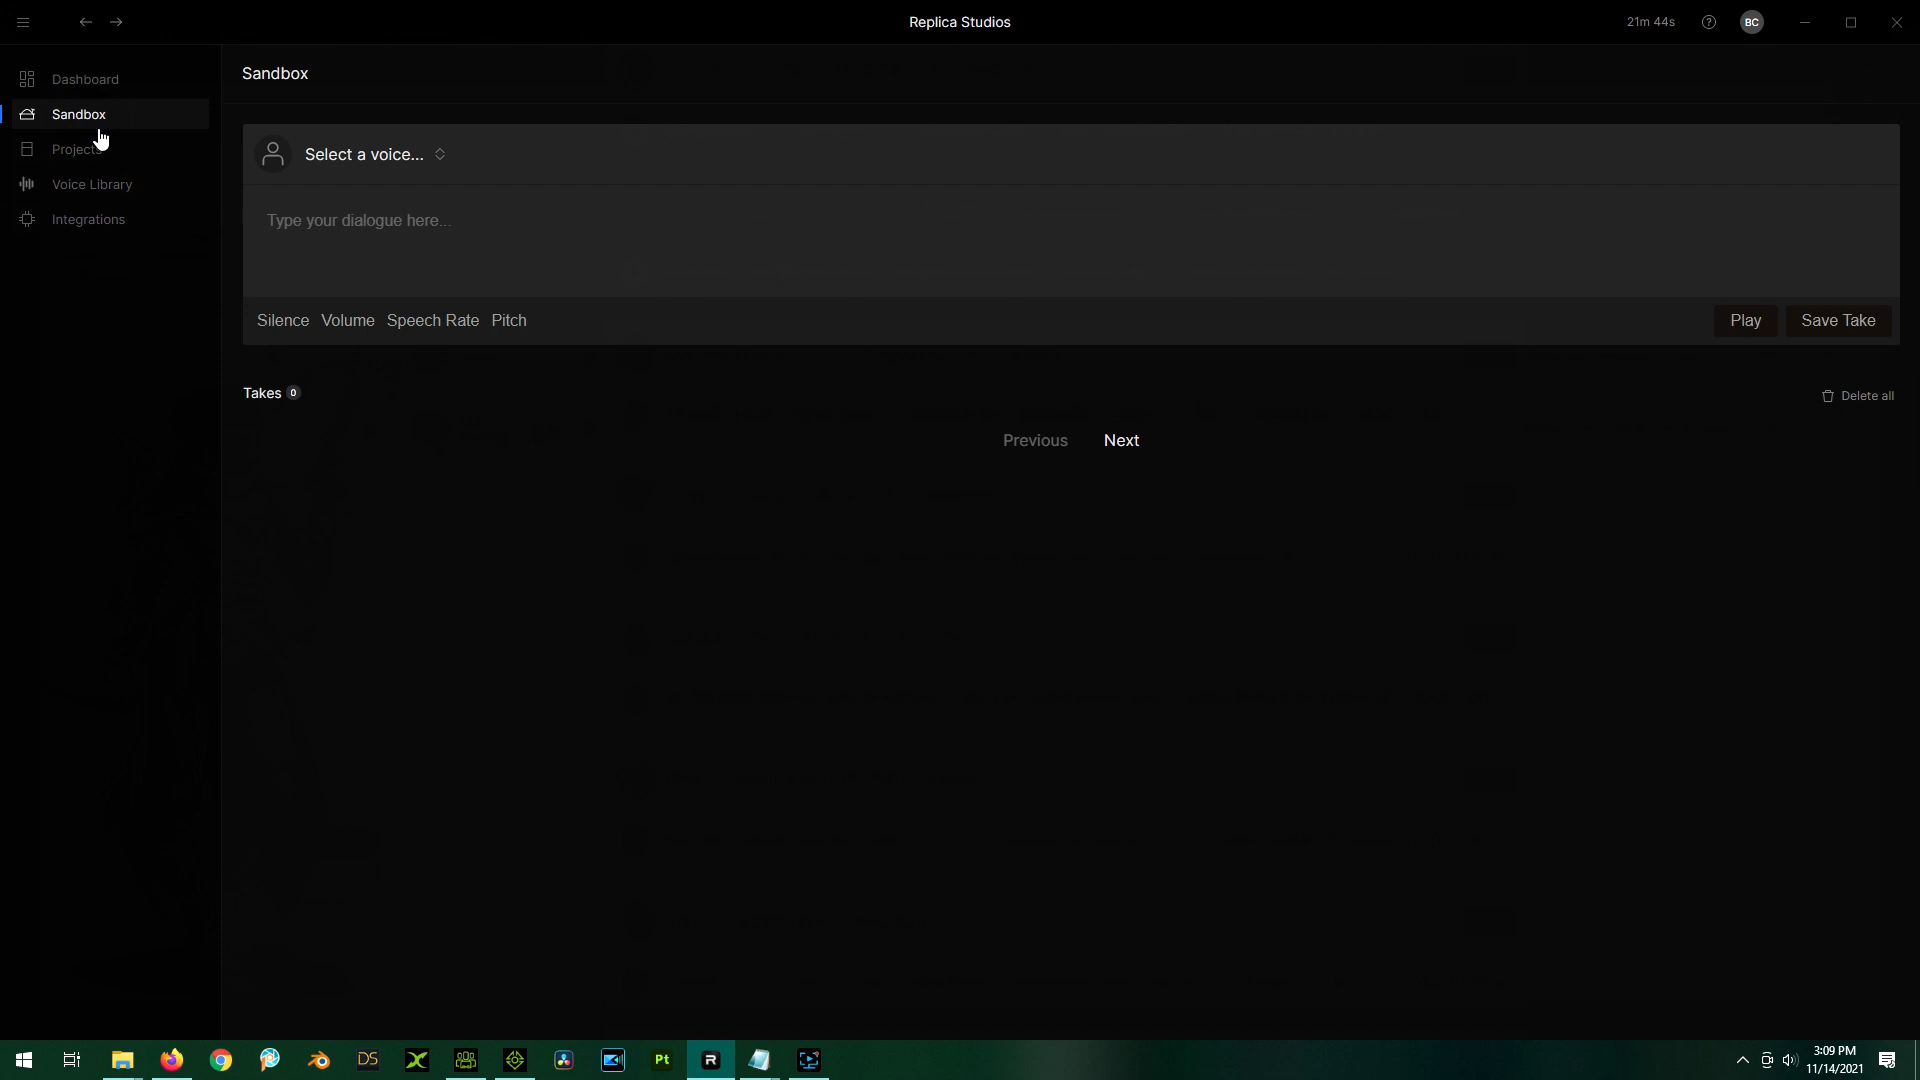 Replica Studios
21m 44s
BC
Dashboard
Sandbox
Projects
Voice Library
Integrations
Sandbox
Select a voice...
Type your dialogue here...
Silence Volume Speech Rate Pitch
Play Save Take
Takes 0
Delete all
Previous Next
DS
Pt
R
3:09 PM
11/14/2021